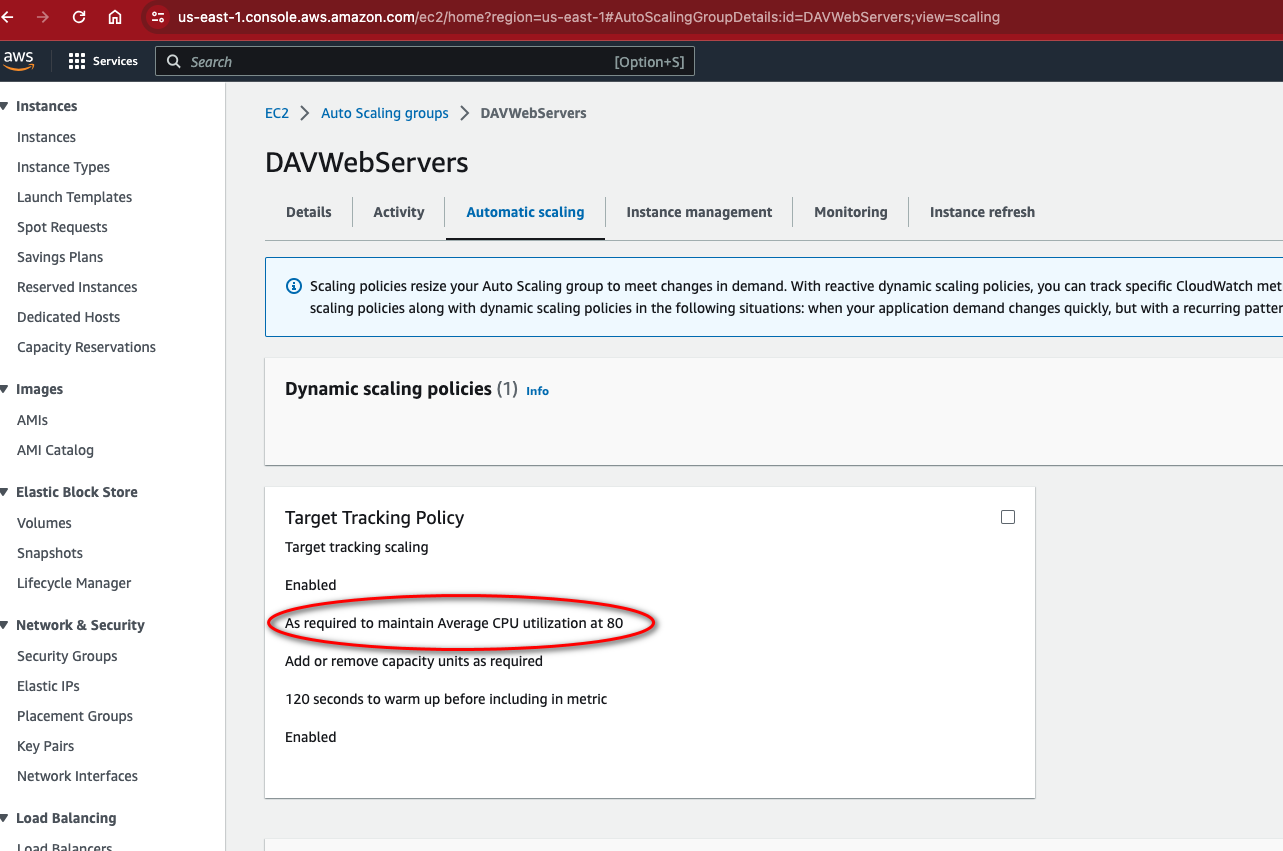 us-east-1.console.aws.amazon.com/ec2/home?region=us-east-1#AutoScalingGroupDetails:id=DAVWebServers;view=scaling
aws
Services
Search
[Option+S]
Instances
Instances
Instance Types
Launch Templates
Spot Requests
Savings Plans
Reserved Instances
Dedicated Hosts
Capacity Reservations
Images
AMIs
AMI Catalog
Elastic Block Store
Volumes
Snapshots
Lifecycle Manager
Network & Security
Security Groups
Elastic IPs
Placement Groups
Key Pairs
Network Interfaces
Load Balancing
Load Balancers
EC2 > Auto Scaling groups > DAVWebServers
DAVWebServers
Details
Activity
Automatic scaling
Instance management
Monitoring
Instance refresh
Scaling policies resize your Auto Scaling group to meet changes in demand. With reactive dynamic scaling policies, you can track specific CloudWatch met
scaling policies along with dynamic scaling policies in the following situations: when your application demand changes quickly, but with a recurring patter
Dynamic scaling policies (1) Info
Target Tracking Policy
Target tracking scaling
Enabled
As required to maintain Average CPU utilization at 80
Add or remove capacity units as required
120 seconds to warm up before including in metric
Enabled